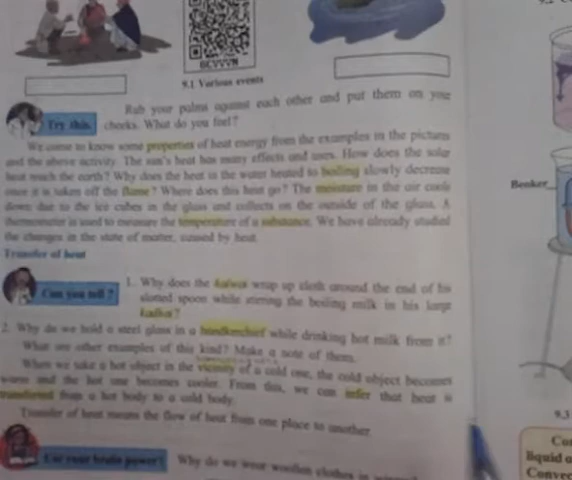 6CVVVN
9.1 Various events
Try this.
Rub your palms against each other and put them on your
cheeks. What do you feel?
We come to know some properties of heat energy from the examples in the pictures
and the above activity. The sun's heat has many effects and uses. How does the solar
heat reach the earth? Why does the heat in the water heated to boiling slowly decrease
once it is taken off the flame? Where does this heat go? The moisture in the air cools
down due to the ice cubes in the glass and collects on the outside of the glass. A
thermometer is used to measure the temperature of a substance. We have already studied
the changes in the state of matter, caused by heat.
Transfer of heat
Can you tell ?
1. Why does the halwai wrap up cloth around the end of his
slotted spoon while stirring the boiling milk in his large
kadhai?
2. Why do we hold a steel glass in a handkerchief while drinking hot milk from it?
What are other examples of this kind? Make a note of them.
When we take a hot object in the vicinity of a cold one, the cold object becomes
warm and the hot one becomes cooler. From this, we can infer that heat is
transferred from a hot body to a cold body.
Transfer of heat means the flow of heat from one place to another.
Use your brain power!
Why do we wear woollen clothes in
Beaker
9.3
liquid